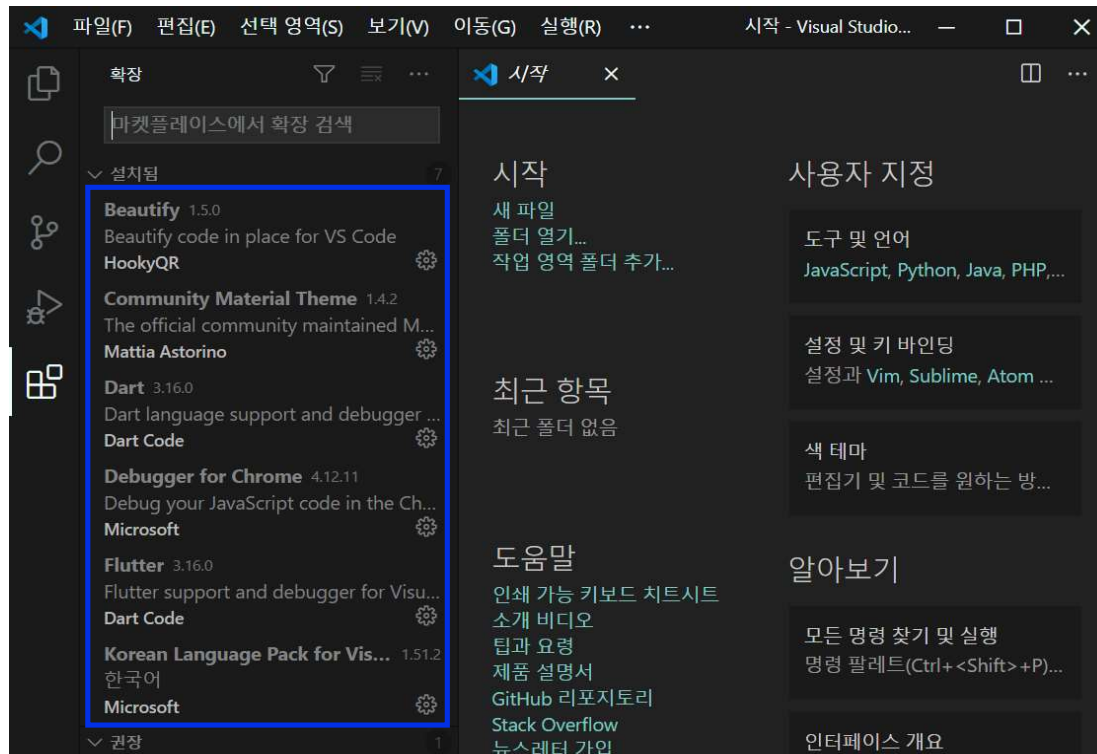 파일(F) 편집(E) 선택 영역(S) 보기(V) 이동(G) 실행(R) ··· 시작 - Visual Studio...
확장
마켓플레이스에서 확장 검색
설치됨 7
Beautify 1.5.0
Beautify code in place for VS Code
HookyQR
Community Material Theme 1.4.2
The official community maintained M...
Mattia Astorino
Dart 3.16.0
Dart language support and debugger ...
Dart Code
Debugger for Chrome 4.12.11
Debug your JavaScript code in the Ch...
Microsoft
Flutter 3.16.0
Flutter support and debugger for Visu...
Dart Code
Korean Language Pack for Vis... 1.51.2
한국어
Microsoft
권장 1
시작
시작
새 파일
폴더 열기...
작업 영역 폴더 추가...
최근 항목
최근 폴더 없음
도움말
인쇄 가능 키보드 치트시트
소개 비디오
팁과 요령
제품 설명서
GitHub 리포지토리
Stack Overflow
뉴스레터 가입
사용자 지정
도구 및 언어
JavaScript, Python, Java, PHP,...
설정 및 키 바인딩
설정과 Vim, Sublime, Atom ...
색 테마
편집기 및 코드를 원하는 방...
알아보기
모든 명령 찾기 및 실행
명령 팔레트(Ctrl+<Shift>+P)...
인터페이스 개요